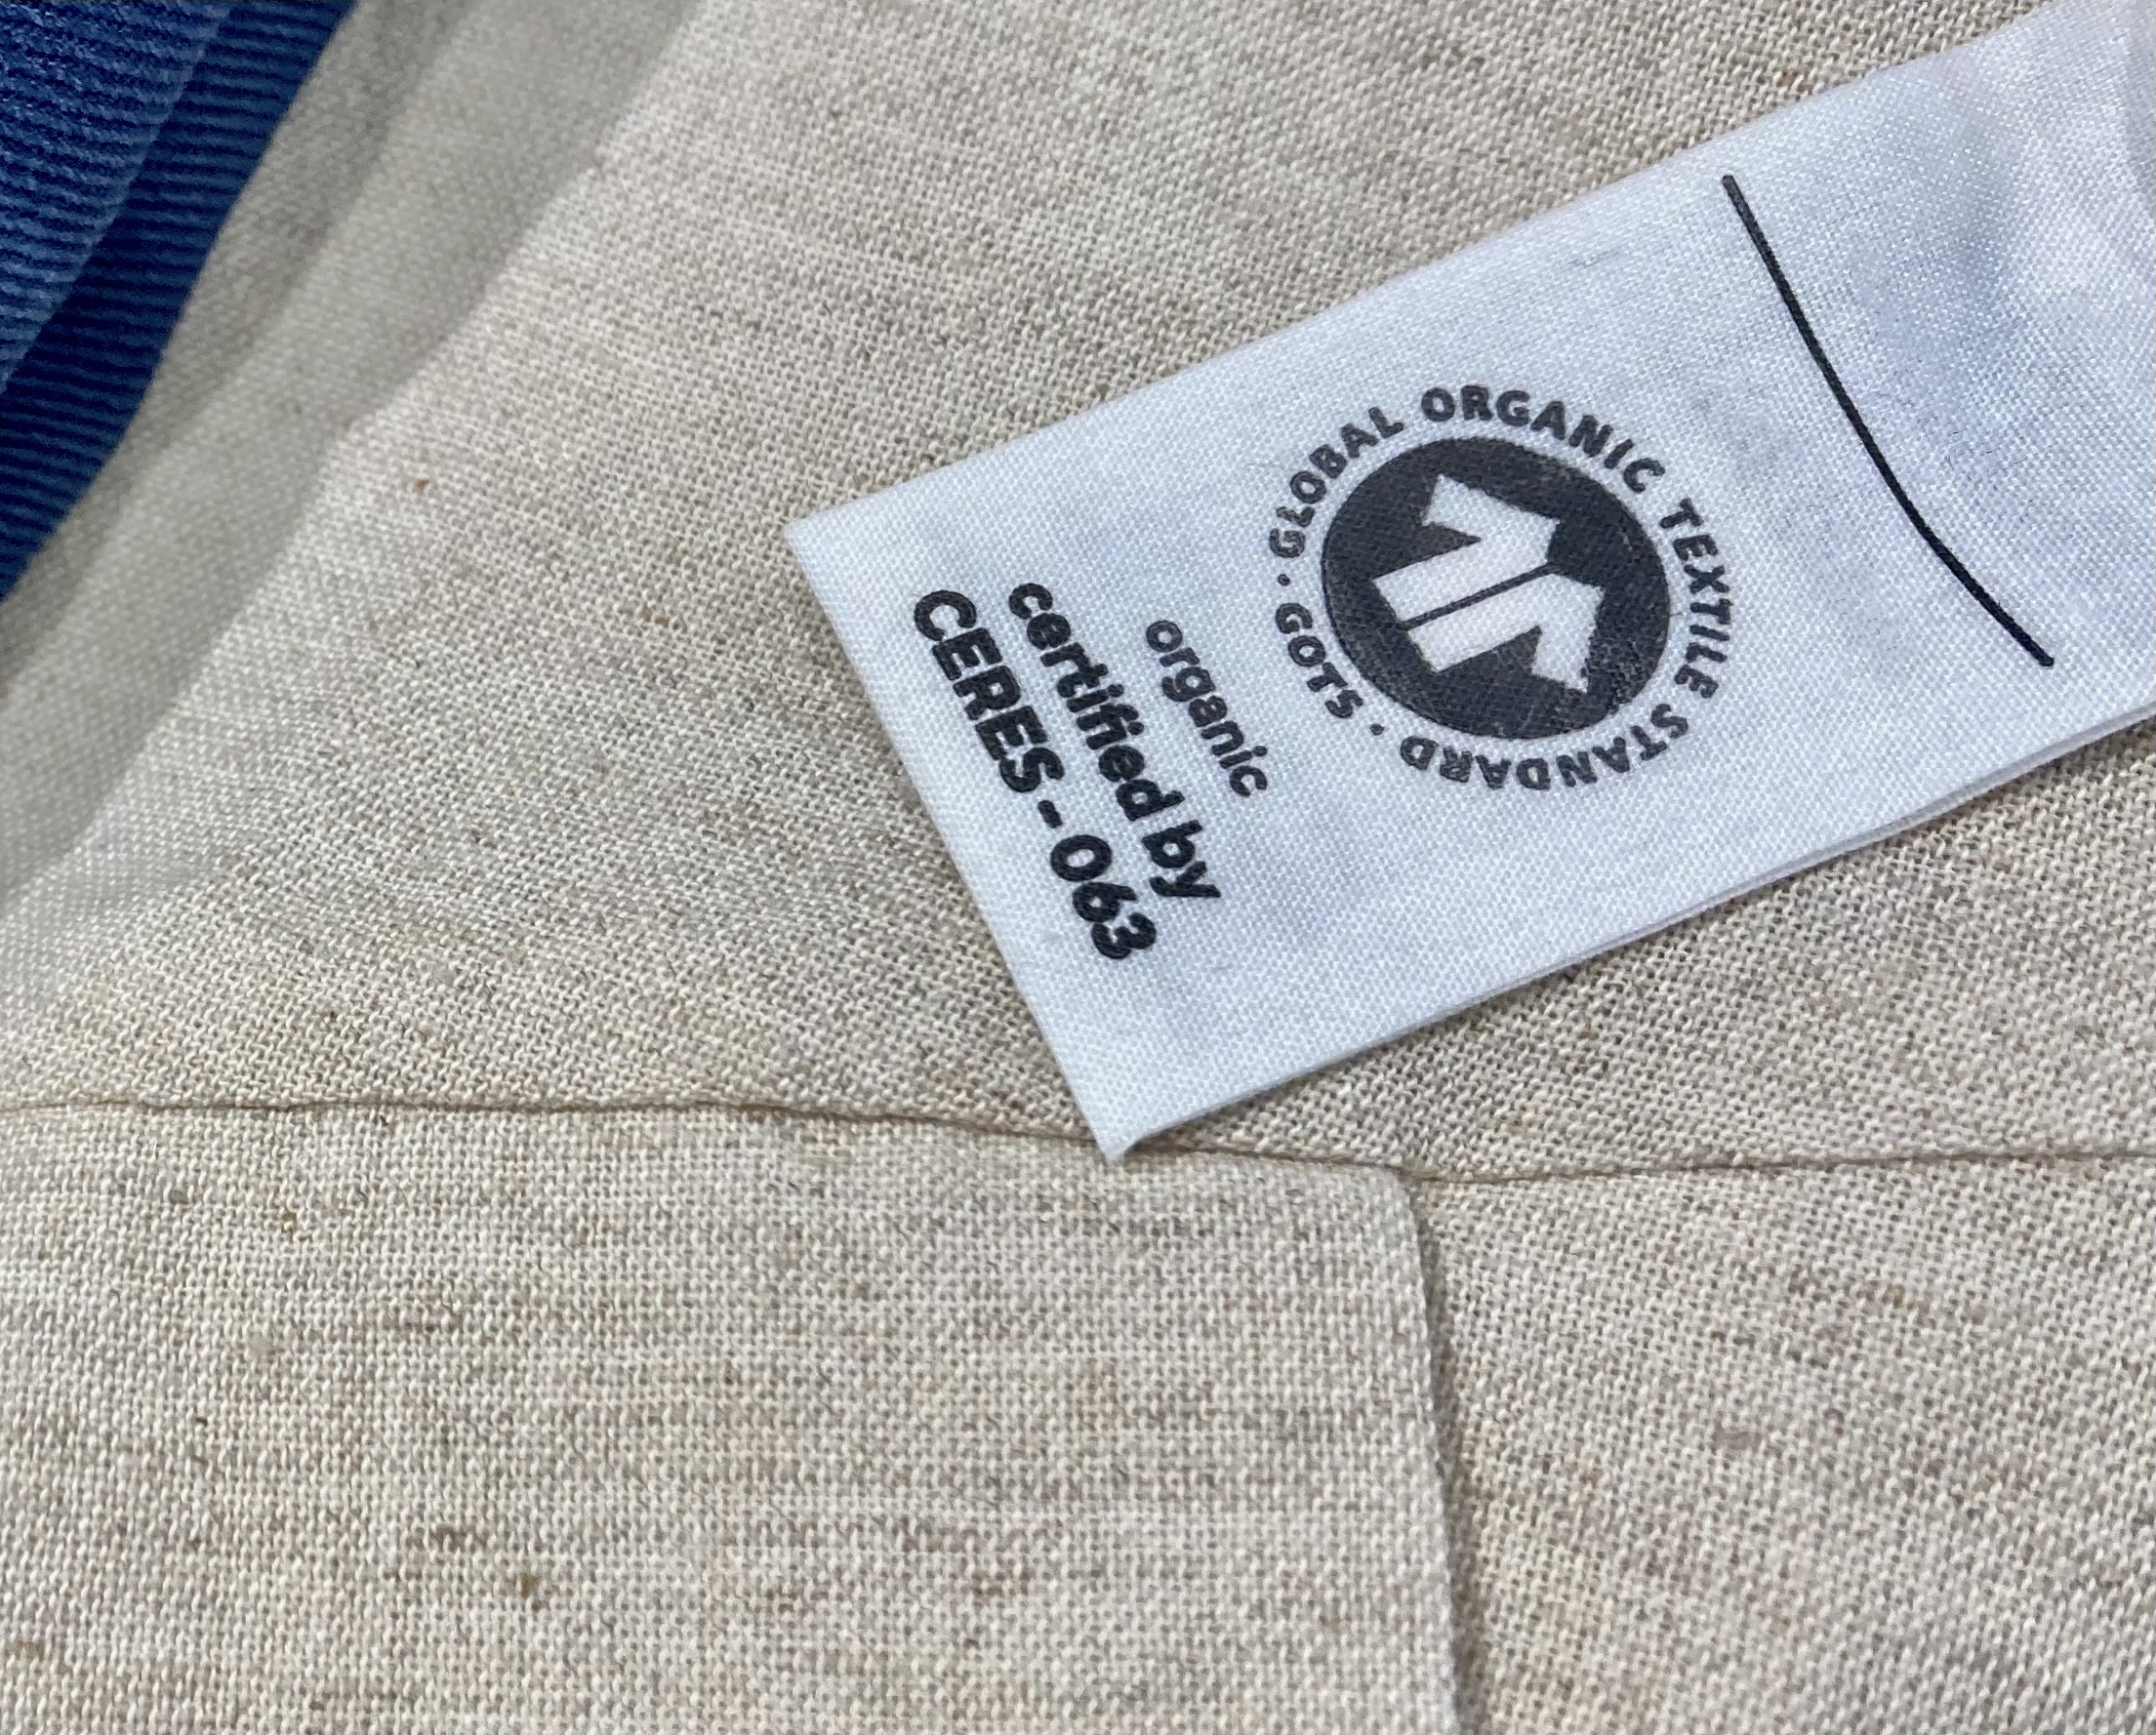 GLOBAL ORGANIC TEXTILE STANDARD · GOTS ·
organic
certified by
CERES - 063